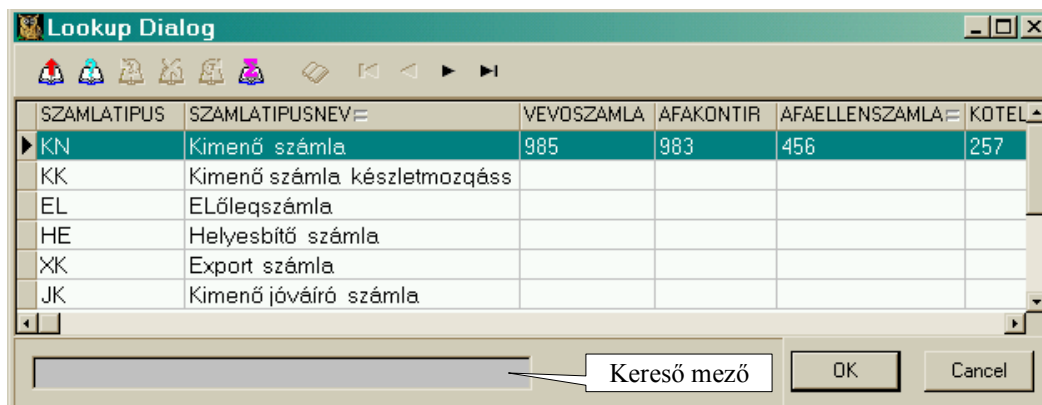 Lookup Dialog
SZAMLATIPUS SZAMLATIPUSNEV VEVOSZAMLA AFAKONTIR AFAELLENSZAMLA KOTEL
KN Kimenő számla 985 983 456 257
KK Kimenő számla készletmozgáss
EL ELőlegszámla
HE Helyesbítő számla
XK Export számla
JK Kimenő jóváíró számla
Kereső mező OK Cancel